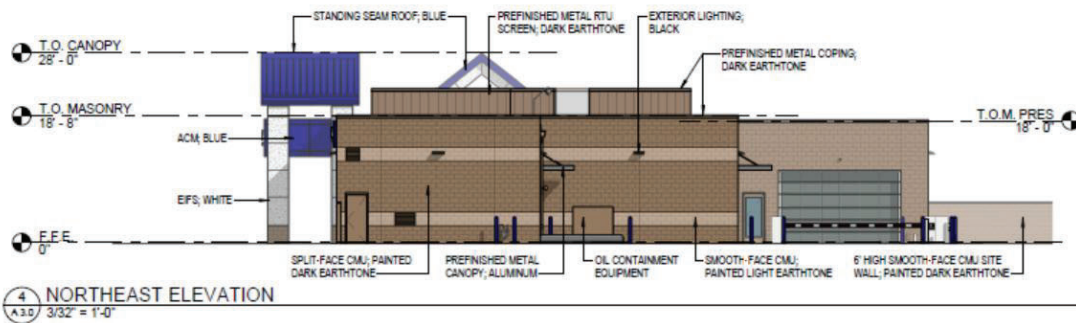 STANDING SEAM ROOF; BLUE
PREFINISHED METAL RTU
SCREEN; DARK EARTHTONE
EXTERIOR LIGHTING;
BLACK
T.O. CANOPY
28' - 0"
PREFINISHED METAL COPING;
DARK EARTHTONE
T.O. MASONRY
18' - 8"
T.O.M. PRES
18' - 0"
ACM; BLUE
EIFS; WHITE
F.F.E.
0"
SPLIT-FACE CMU; PAINTED
DARK EARTHTONE
PREFINISHED METAL
CANOPY; ALUMINUM
OIL CONTAINMENT
EQUIPMENT
SMOOTH-FACE CMU;
PAINTED LIGHT EARTHTONE
6' HIGH SMOOTH-FACE CMU SITE
WALL; PAINTED DARK EARTHTONE
4
A3.0
NORTHEAST ELEVATION
3/32" = 1'-0"